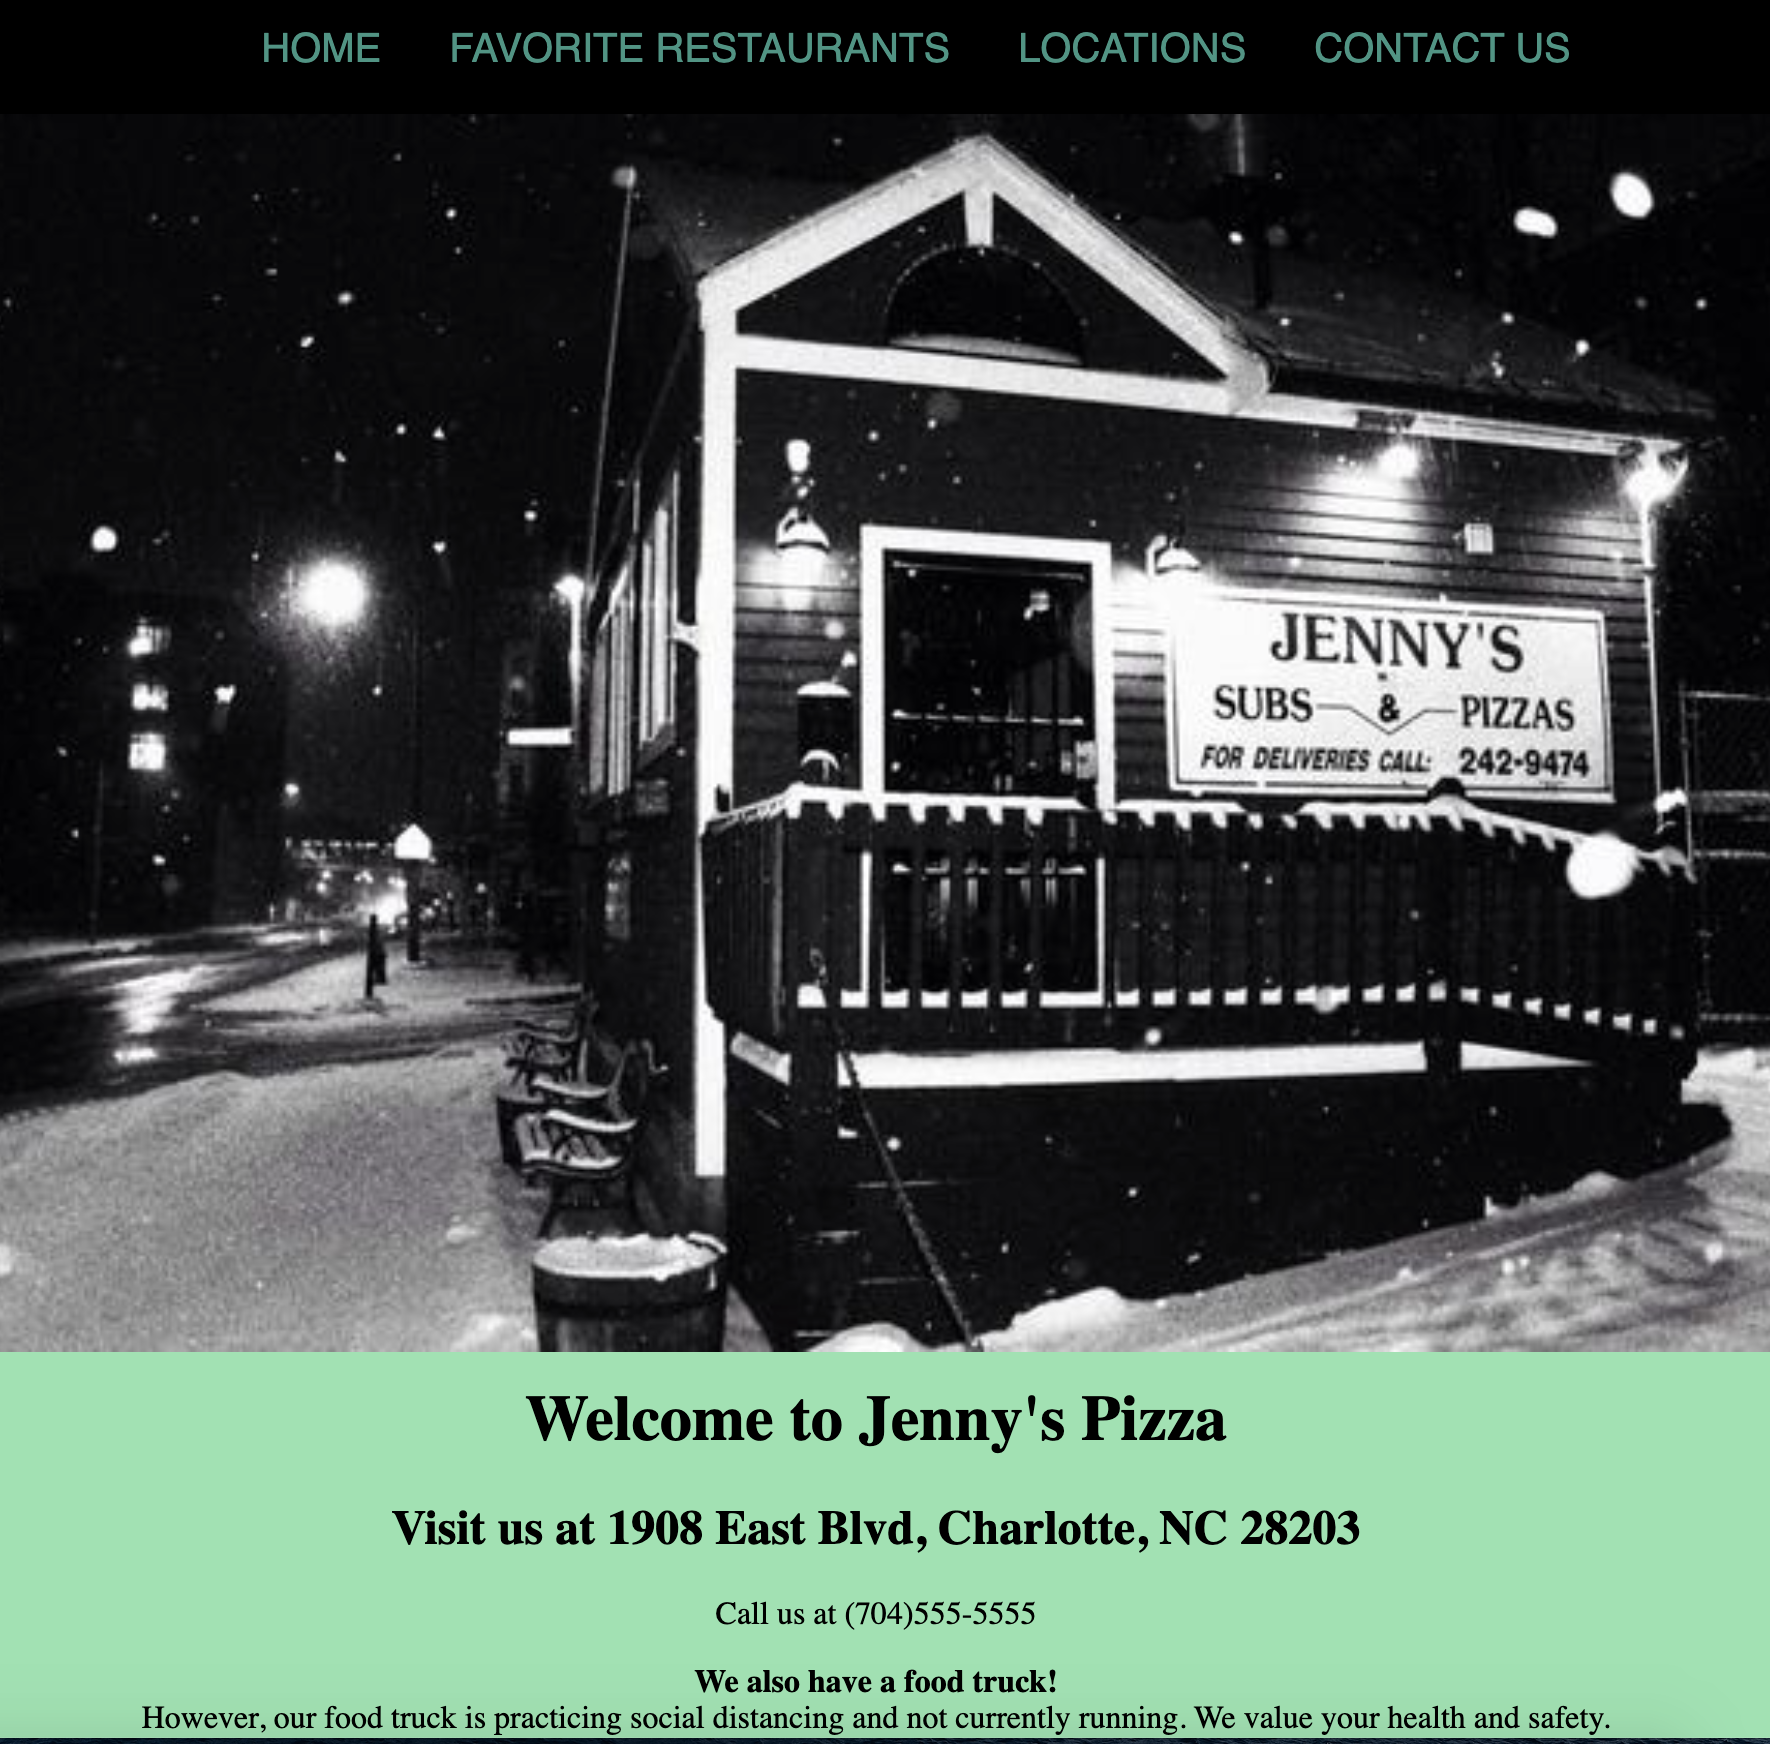 HOME FAVORITE RESTAURANTS LOCATIONS CONTACT US
JENNY'S
SUBS & PIZZAS
FOR DELIVERIES CALL: 242-9474
Welcome to Jenny's Pizza
Visit us at 1908 East Blvd, Charlotte, NC 28203
Call us at (704)555-5555
We also have a food truck!
However, our food truck is practicing social distancing and not currently running. We value your health and safety.